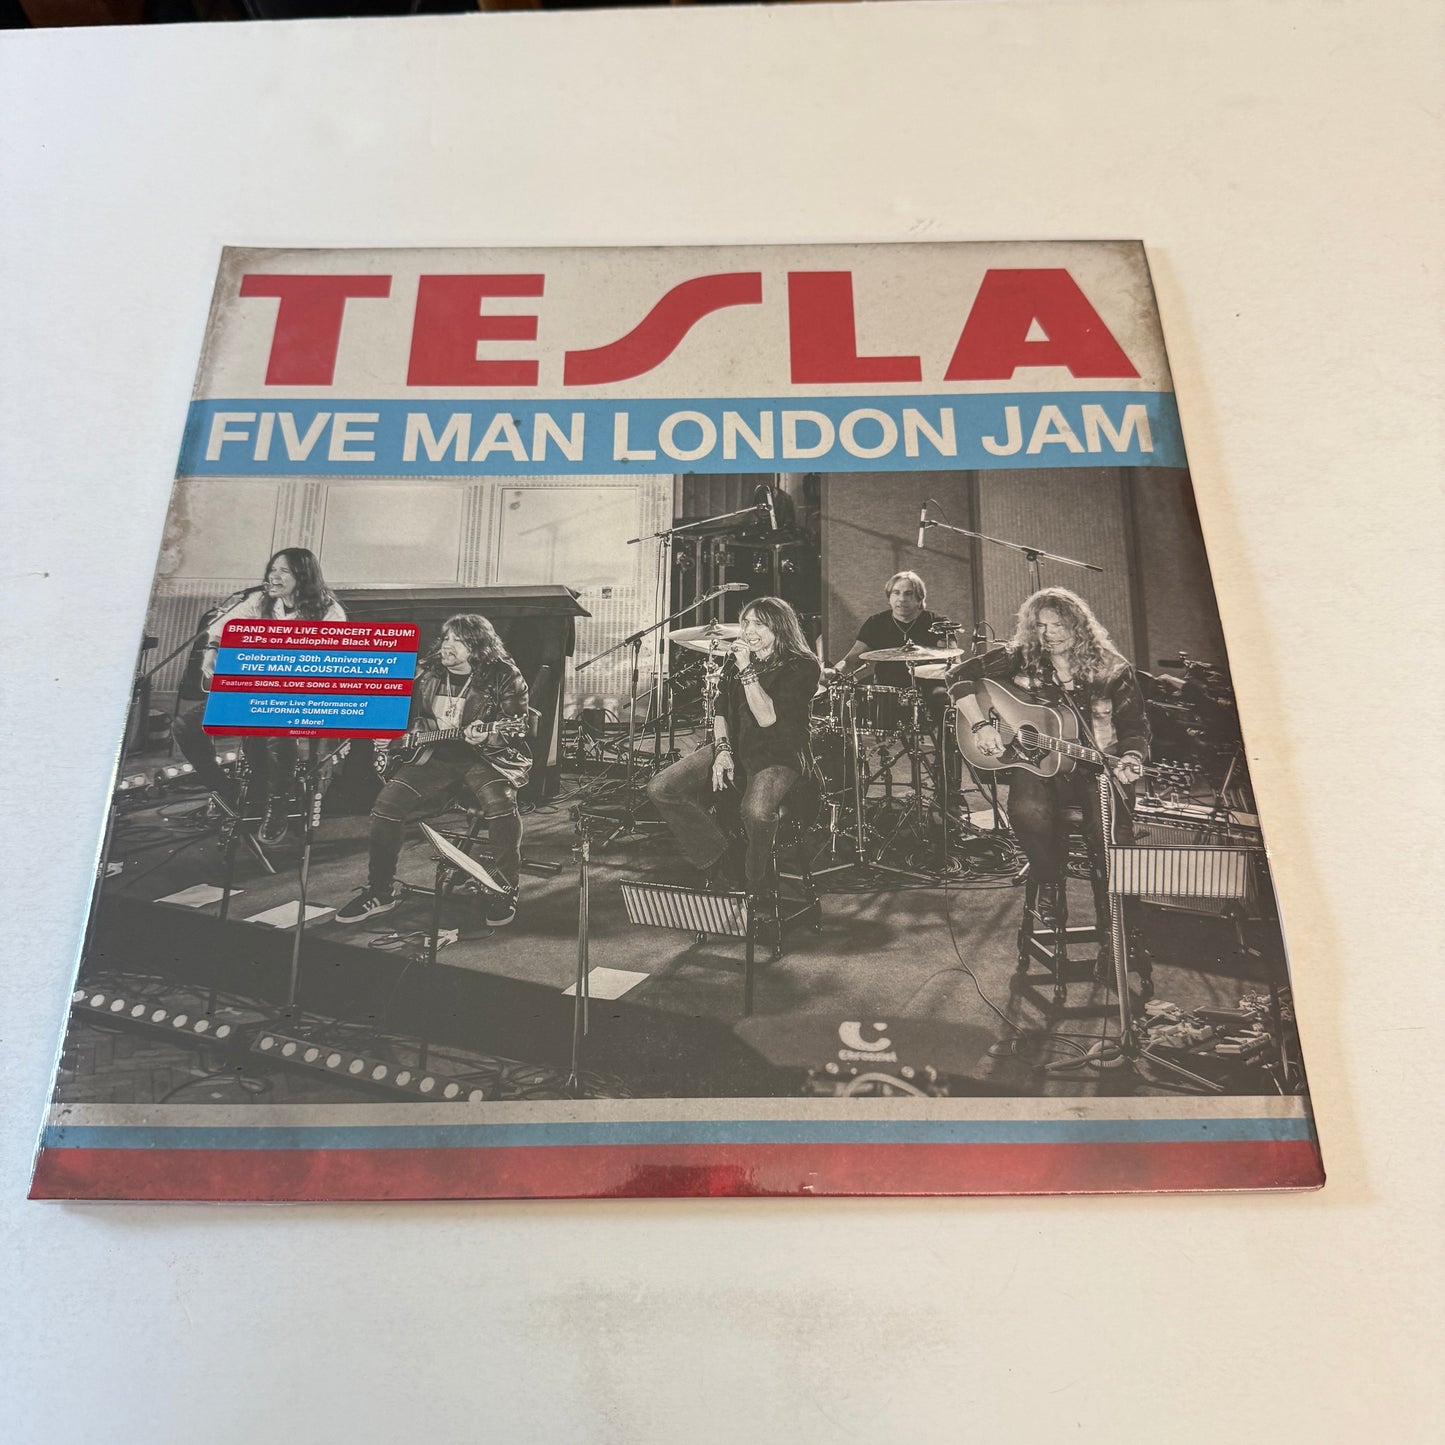 TESLA
FIVE MAN LONDON JAM
BRAND NEW LIVE CONCERT ALBUM!
2LPs on Audiophile Black Vinyl
Celebrating 30th Anniversary of
FIVE MAN ACOUSTICAL JAM
Features SIGNS, LOVE SONG & WHAT YOU GIVE
First Ever Live Performance of
CALIFORNIA SUMMER SONG
+ 9 More!